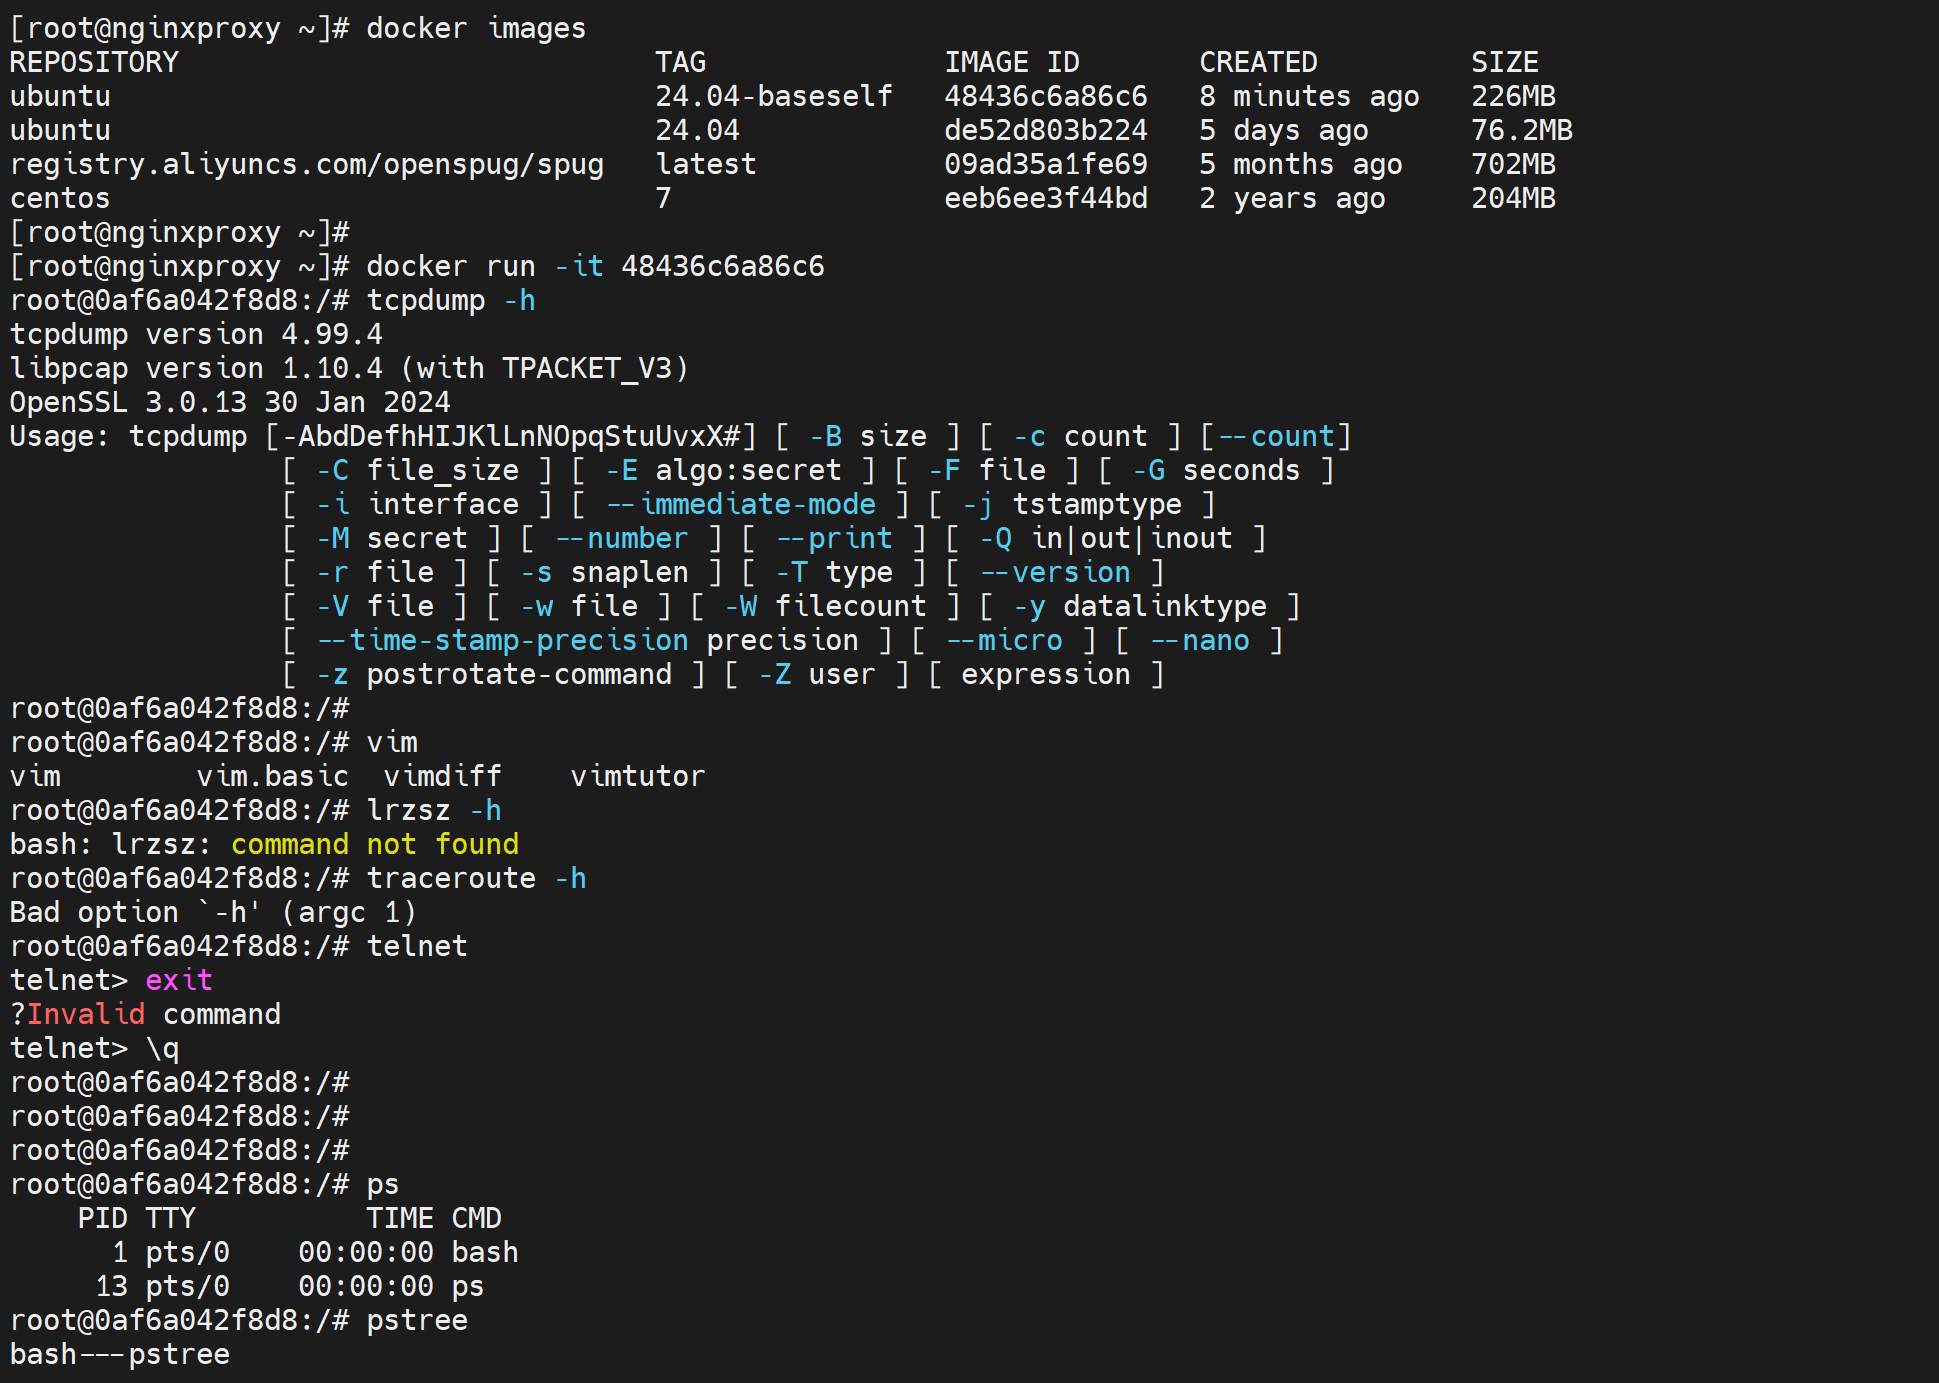 [root@nginxproxy ~]# docker images
REPOSITORY                            TAG              IMAGE ID       CREATED         SIZE
ubuntu                                24.04-baseself   48436c6a86c6   8 minutes ago   226MB
ubuntu                                24.04            de52d803b224   5 days ago      76.2MB
registry.aliyuncs.com/openspug/spug   latest           09ad35a1fe69   5 months ago    702MB
centos                                7                eeb6ee3f44bd   2 years ago     204MB
[root@nginxproxy ~]#
[root@nginxproxy ~]# docker run -it 48436c6a86c6
root@0af6a042f8d8:/# tcpdump -h
tcpdump version 4.99.4
libpcap version 1.10.4 (with TPACKET_V3)
OpenSSL 3.0.13 30 Jan 2024
Usage: tcpdump [-AbdDefhHIJKlLnNOpqStuUvxX#] [ -B size ] [ -c count ] [--count]
                [ -C file_size ] [ -E algo:secret ] [ -F file ] [ -G seconds ]
                [ -i interface ] [ --immediate-mode ] [ -j tstamptype ]
                [ -M secret ] [ --number ] [ --print ] [ -Q in|out|inout ]
                [ -r file ] [ -s snaplen ] [ -T type ] [ --version ]
                [ -V file ] [ -w file ] [ -W filecount ] [ -y datalinktype ]
                [ --time-stamp-precision precision ] [ --micro ] [ --nano ]
                [ -z postrotate-command ] [ -Z user ] [ expression ]
root@0af6a042f8d8:/#
root@0af6a042f8d8:/# vim
vim        vim.basic  vimdiff    vimtutor
root@0af6a042f8d8:/# lrzsz -h
bash: lrzsz: command not found
root@0af6a042f8d8:/# traceroute -h
Bad option `-h' (argc 1)
root@0af6a042f8d8:/# telnet
telnet> exit
?Invalid command
telnet> \q
root@0af6a042f8d8:/#
root@0af6a042f8d8:/#
root@0af6a042f8d8:/#
root@0af6a042f8d8:/# ps
    PID TTY          TIME CMD
      1 pts/0    00:00:00 bash
     13 pts/0    00:00:00 ps
root@0af6a042f8d8:/# pstree
bash---pstree